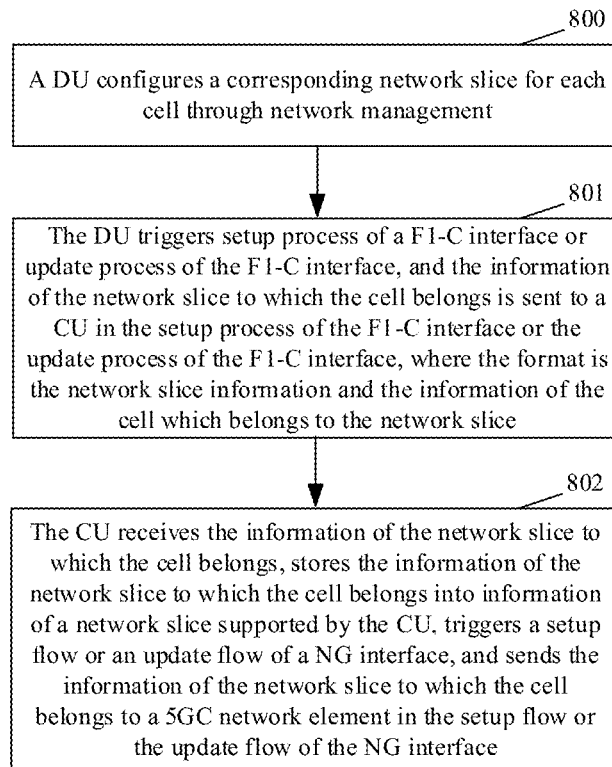 800
A DU configures a corresponding network slice for each
cell through network management
801
The DU triggers setup process of a F1-C interface or
update process of the F1-C interface, and the information
of the network slice to which the cell belongs is sent to a
CU in the setup process of the F1-C interface or the
update process of the F1-C interface, where the format is
the network slice information and the information of the
cell which belongs to the network slice
802
The CU receives the information of the network slice to
which the cell belongs, stores the information of the
network slice to which the cell belongs into information
of a network slice supported by the CU, triggers a setup
flow or an update flow of a NG interface, and sends the
information of the network slice to which the cell
belongs to a 5GC network element in the setup flow or
the update flow of the NG interface